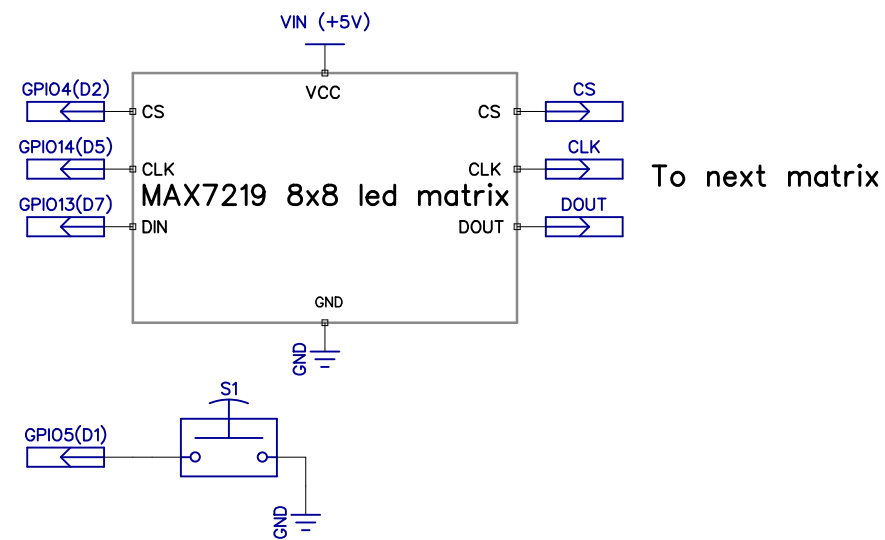 VIN (+5V)
GPIO4(D2)
VCC
CS
CS
CS
GPIO14(D5)
CLK
CLK
CLK
To next matrix
MAX7219 8x8 led matrix
GPIO13(D7)
DIN
DOUT
DOUT
GND
GND
S1
GPIO5(D1)
GND